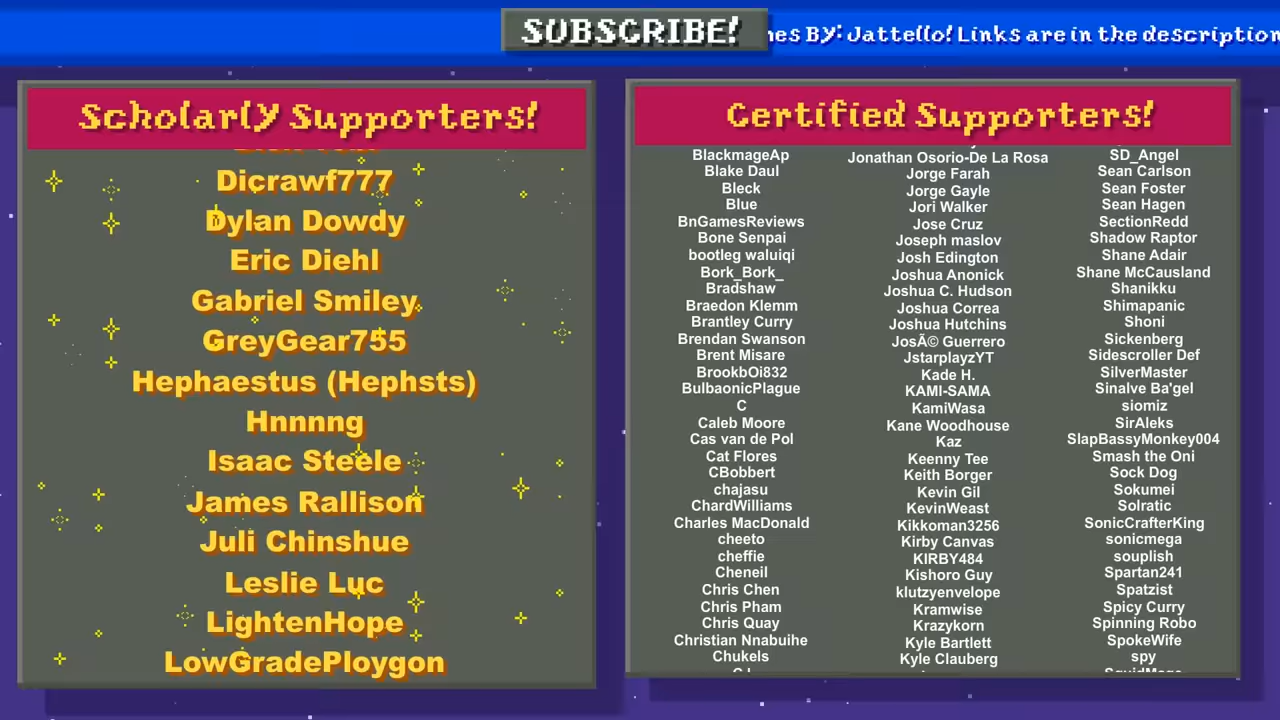 SUBSCRIBE!
BY: Jattello! Links are in the description
Scholarly Supporters!
Dicrawf777
Dylan Dowdy
Eric Diehl
Gabriel Smiley
GreyGear755
Hephaestus (Hephsts)
Hnnnng
Isaac Steele
James Rallison
Juli Chinshue
Leslie Luc
LightenHope
LowGradePloygon
Certified Supporters!
BlackmageAp
Blake Daul
Bleck
Blue
BnGamesReviews
Bone Senpai
bootleg waluiqi
Bork_Bork_
Bradshaw
Braedon Klemm
Brantley Curry
Brendan Swanson
Brent Misare
BrookbOi832
BulbaonicPlague
C
Caleb Moore
Cas van de Pol
Cat Flores
CBobbert
chajasu
ChardWilliams
Charles MacDonald
cheeto
cheffie
Cheneil
Chris Chen
Chris Pham
Chris Quay
Christian Nnabuihe
Chukels
Jonathan Osorio-De La Rosa
Jorge Farah
Jorge Gayle
Jori Walker
Jose Cruz
Joseph maslov
Josh Edington
Joshua Anonick
Joshua C. Hudson
Joshua Correa
Joshua Hutchins
JosÃ© Guerrero
JstarplayzYT
Kade H.
KAMI-SAMA
KamiWasa
Kane Woodhouse
Kaz
Keenny Tee
Keith Borger
Kevin Gil
KevinWeast
Kikkoman3256
Kirby Canvas
KIRBY484
Kishoro Guy
klutzyenvelope
Kramwise
Krazykorn
Kyle Bartlett
Kyle Clauberg
SD_Angel
Sean Carlson
Sean Foster
Sean Hagen
SectionRedd
Shadow Raptor
Shane Adair
Shane McCausland
Shanikku
Shimapanic
Shoni
Sickenberg
Sidescroller Def
SilverMaster
Sinalve Ba'gel
siomiz
SirAleks
SlapBassyMonkey004
Smash the Oni
Sock Dog
Sokumei
Solratic
SonicCrafterKing
sonicmega
souplish
Spartan241
Spatzist
Spicy Curry
Spinning Robo
SpokeWife
spy